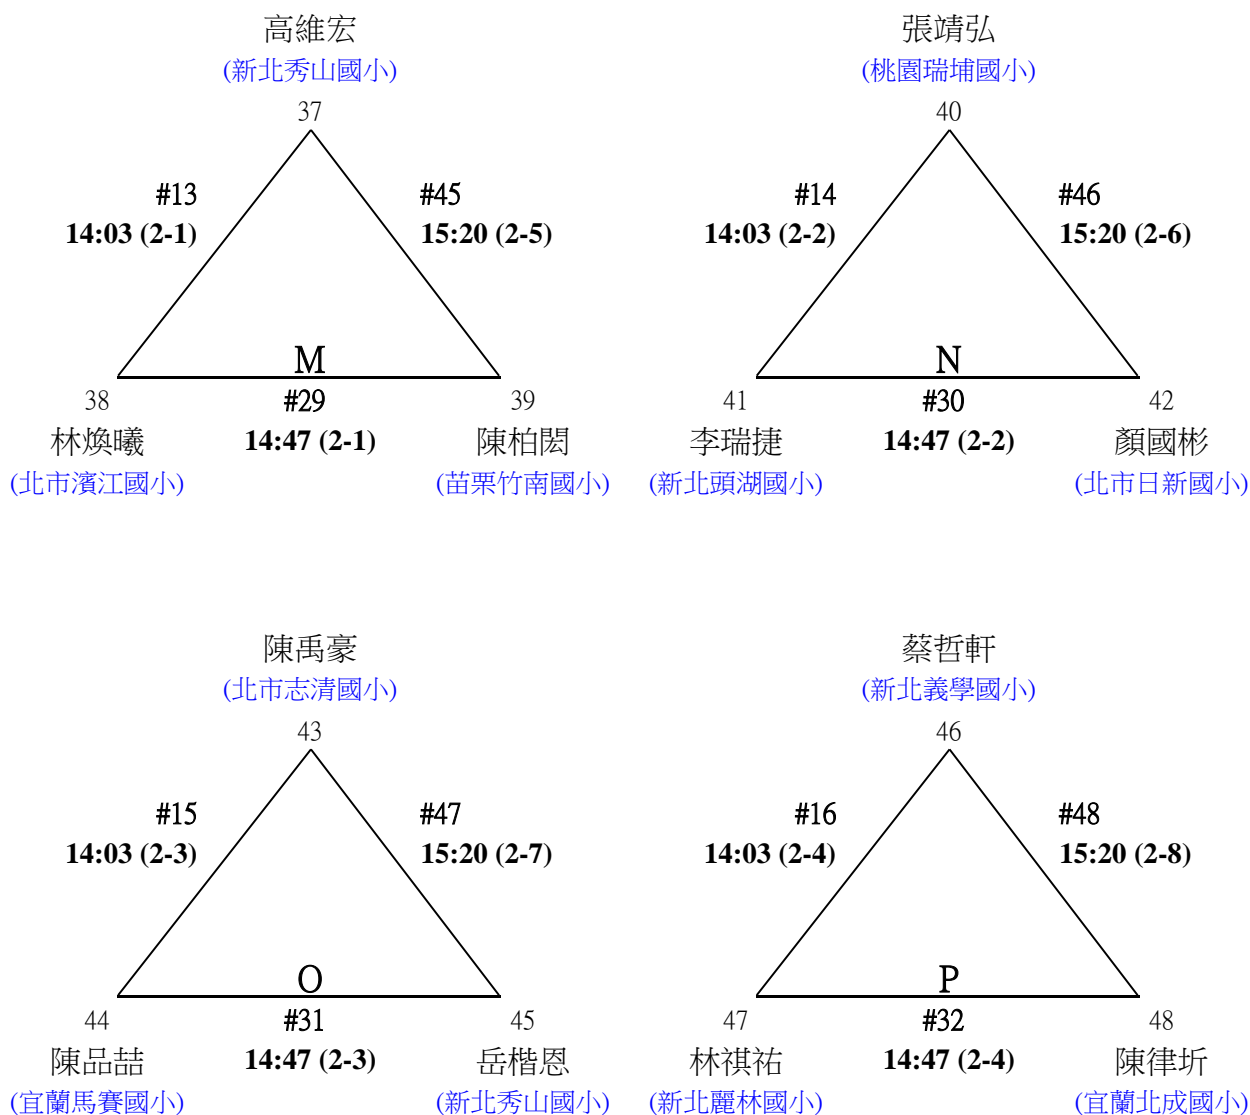 高維宏
(新北秀山國小)
37
#13
14:03 (2-1)
#45
15:20 (2-5)
M
38
#29
39
林煥曦
14:47 (2-1)
陳柏閎
(北市濱江國小)
(苗栗竹南國小)
張靖弘
(桃園瑞埔國小)
40
#14
14:03 (2-2)
#46
15:20 (2-6)
N
41
#30
42
李瑞捷
14:47 (2-2)
顏國彬
(新北頭湖國小)
(北市日新國小)
陳禹豪
(北市志清國小)
43
#15
14:03 (2-3)
#47
15:20 (2-7)
O
44
#31
45
陳品喆
14:47 (2-3)
岳楷恩
(宜蘭馬賽國小)
(新北秀山國小)
蔡哲軒
(新北義學國小)
46
#16
14:03 (2-4)
#48
15:20 (2-8)
P
47
#32
48
林祺祐
14:47 (2-4)
陳律圻
(新北麗林國小)
(宜蘭北成國小)